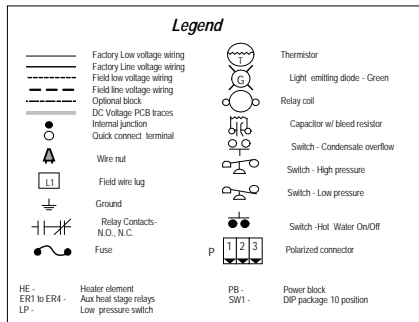 Legend
Factory Low voltage wiring
Factory Line voltage wiring
Field low voltage wiring
Field line voltage wiring
Optional block
DC Voltage PCB traces
Internal junction
Quick connect terminal
Wire nut
L1
Field wire lug
Ground
Relay Contacts-
N.O., N.C.
Fuse
T
Thermistor
G
Light emitting diode - Green
Relay coil
Capacitor w/ bleed resistor
Switch - Condensate overflow
Switch - High pressure
Switch - Low pressure
Switch -Hot Water On/Off
P 1 2 3
Polarized connector
HE - Heater element
ER1 to ER4 - Aux heat stage relays
LP - Low pressure switch
PB - Power block
SW1 - DIP package 10 position